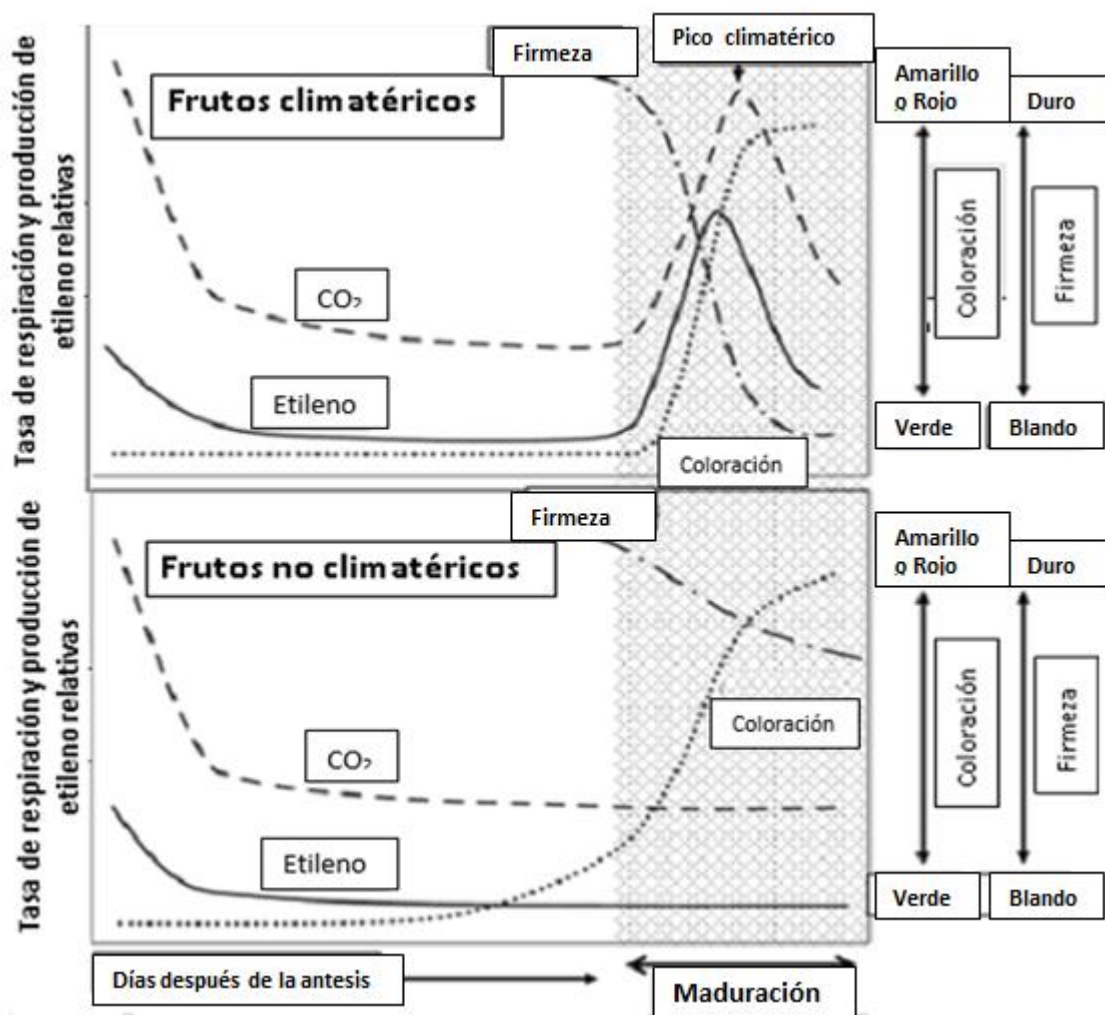 Tasa de respiración y producción de
etileno relativas
Frutos climatéricos
Firmeza
Pico climatérico
CO₂
Etileno
Coloración
Amarillo
o Rojo
Duro
Coloración
Firmeza
Verde
Blando
Tasa de respiración y producción de
etileno relativas
Frutos no climatéricos
Firmeza
CO₂
Etileno
Coloración
Amarillo
o Rojo
Duro
Coloración
Firmeza
Verde
Blando
Días después de la antesis
Maduración